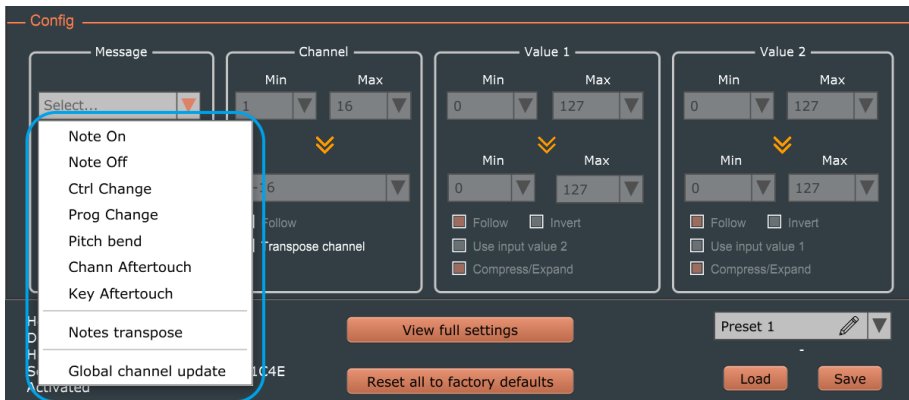 Config
Message
Channel
Value 1
Value 2
Min Max
Min Max
Min Max
Select...
1 16
0 127
0 127
Note On
Note Off
Ctrl Change
Prog Change
Pitch bend
Chann Aftertouch
Key Aftertouch
Notes transpose
Global channel update
Min Max
Min Max
-16
0 127
0 127
Follow
Transpose channel
Follow Invert
Use input value 2
Compress/Expand
Follow Invert
Use input value 1
Compress/Expand
H
D
H
S 1C4E
Activated
View full settings
Reset all to factory defaults
Preset 1
-
Load Save